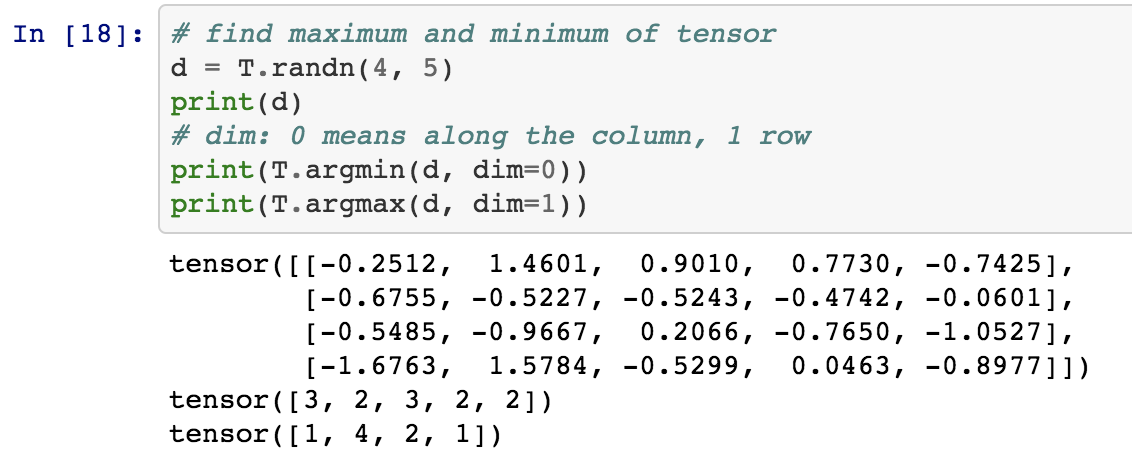 In [18]: # find maximum and minimum of tensor
d = T.randn(4, 5)
print(d)
# dim: 0 means along the column, 1 row
print(T.argmin(d, dim=0))
print(T.argmax(d, dim=1))
tensor([[-0.2512,  1.4601,  0.9010,  0.7730, -0.7425],
        [-0.6755, -0.5227, -0.5243, -0.4742, -0.0601],
        [-0.5485, -0.9667,  0.2066, -0.7650, -1.0527],
        [-1.6763,  1.5784, -0.5299,  0.0463, -0.8977]])
tensor([3, 2, 3, 2, 2])
tensor([1, 4, 2, 1])